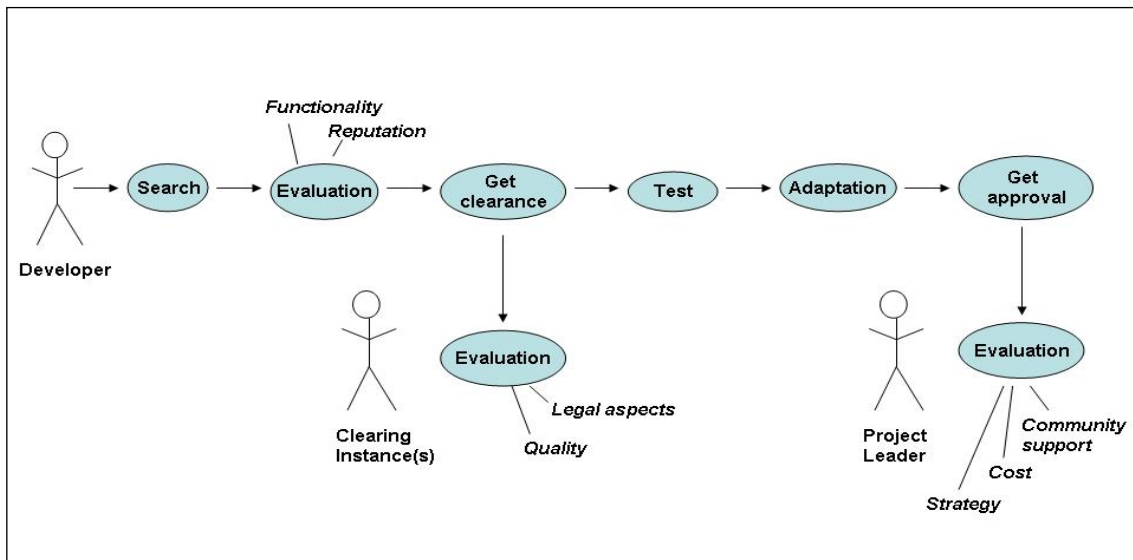 Functionality
Reputation
Search
Evaluation
Get
clearance
Test
Adaptation
Get
approval
Developer
Evaluation
Legal aspects
Quality
Clearing
Instance(s)
Evaluation
Community
support
Cost
Strategy
Project
Leader